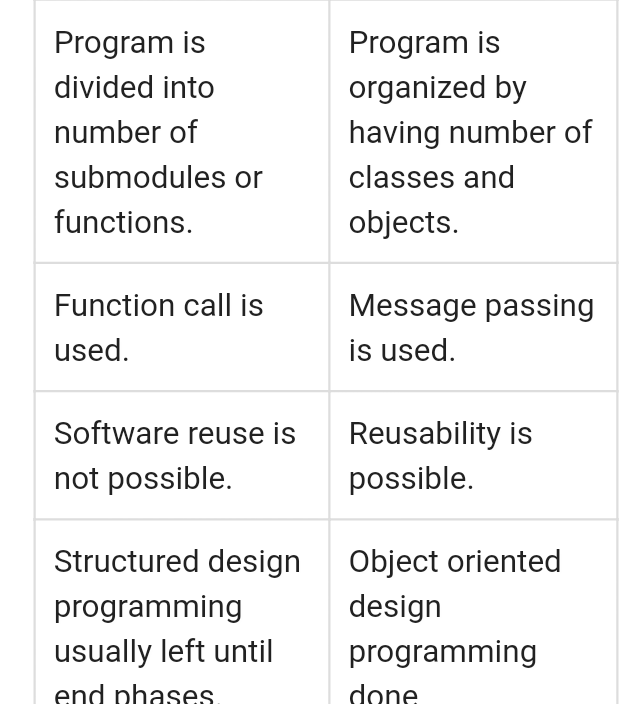 Program is
divided into
number of
submodules or
functions.
Program is
organized by
having number of
classes and
objects.
Function call is
used.
Message passing
is used.
Software reuse is
not possible.
Reusability is
possible.
Structured design
programming
usually left until
end phases.
Object oriented
design
programming
done